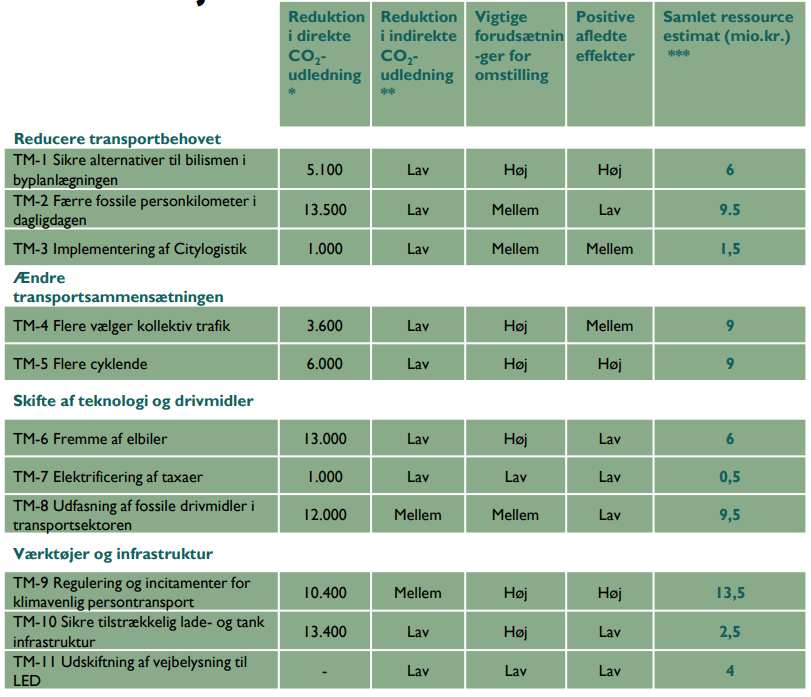 Reduktion i direkte CO₂-udledning *
Reduktion i indirekte CO₂-udledning **
Vigtige forudsætnin-ger for omstilling
Positive afledte effekter
Samlet ressource estimat (mio.kr.) ***
Reducere transportbehovet
TM-1 Sikre alternativer til bilismen i
byplanlægningen
5.100 Lav Høj Høj 6
TM-2 Færre fossile personkilometer i
dagligdagen
13.500 Lav Mellem Lav 9.5
TM-3 Implementering af Citylogistik 1.000 Lav Mellem Mellem 1,5
Ændre
transportsammensætningen
TM-4 Flere vælger kollektiv trafik 3.600 Lav Høj Mellem 9
TM-5 Flere cyklende 6.000 Lav Høj Høj 9
Skifte af teknologi og drivmidler
TM-6 Fremme af elbiler 13.000 Lav Høj Lav 6
TM-7 Elektrificering af taxaer 1.000 Lav Lav Lav 0,5
TM-8 Udfasning af fossile drivmidler i
transportsektoren
12.000 Mellem Mellem Lav 9,5
Værktøjer og infrastruktur
TM-9 Regulering og incitamenter for
klimavenlig persontransport
10.400 Mellem Høj Høj 13,5
TM-10 Sikre tilstrækkelig lade- og tank
infrastruktur
13.400 Lav Høj Lav 2,5
TM-11 Udskiftning af vejbelysning til
LED
- Lav Lav Lav 4